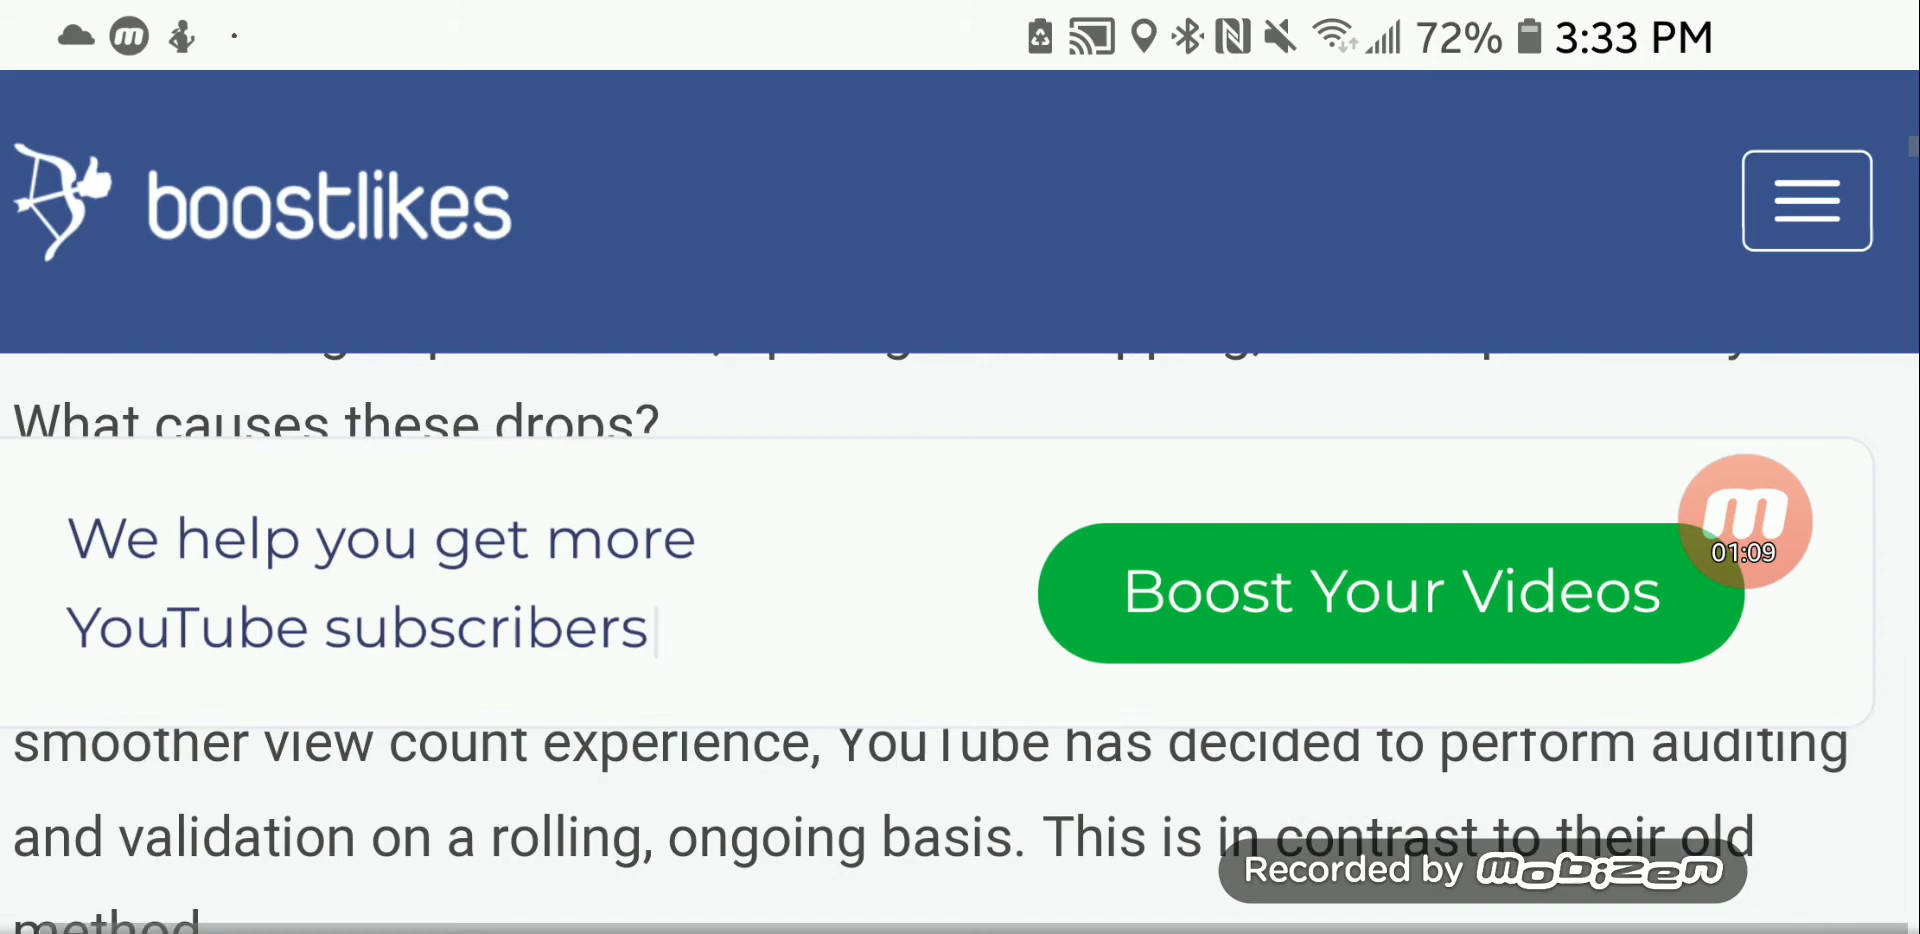 72% 3:33 PM
boostlikes
What causes these drops?
We help you get more
YouTube subscribers
Boost Your Videos
m
01:09
smoother view count experience, YouTube has decided to perform auditing
and validation on a rolling, ongoing basis. This is in contrast to their old
method
Recorded by mobizen